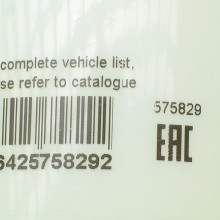 complete vehicle list,
se refer to catalogue
575829
EAC
6425758292